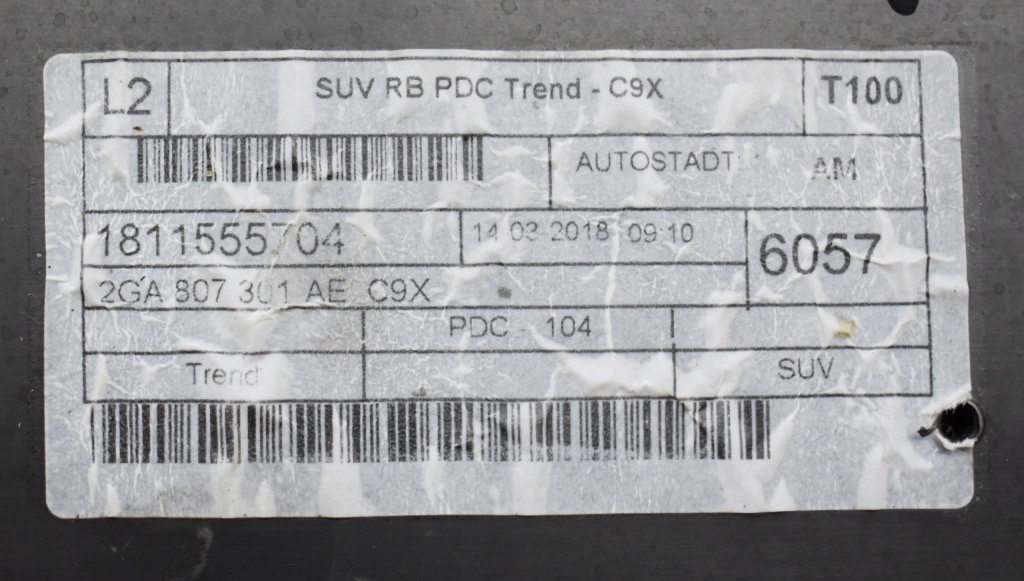 L2 SUV RB PDC Trend - C9X T100
AUTOSTADT AM
1811555704 14 03 2018 09:10 6057
2GA 807 301 AE C9X
PDC - 104
Trend SUV